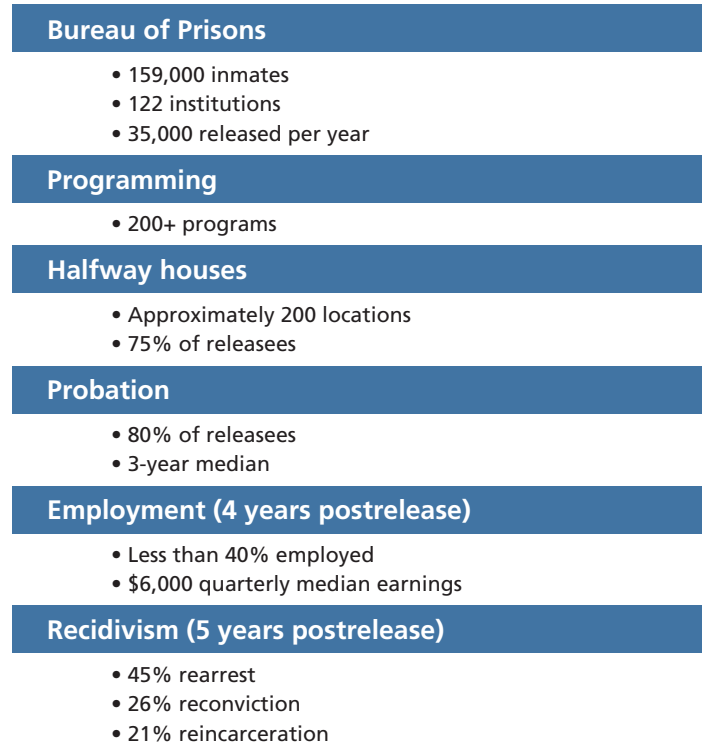 Bureau of Prisons
• 159,000 inmates
• 122 institutions
• 35,000 released per year
Programming
• 200+ programs
Halfway houses
• Approximately 200 locations
• 75% of releasees
Probation
• 80% of releasees
• 3-year median
Employment (4 years postrelease)
• Less than 40% employed
• $6,000 quarterly median earnings
Recidivism (5 years postrelease)
• 45% rearrest
• 26% reconviction
• 21% reincarceration